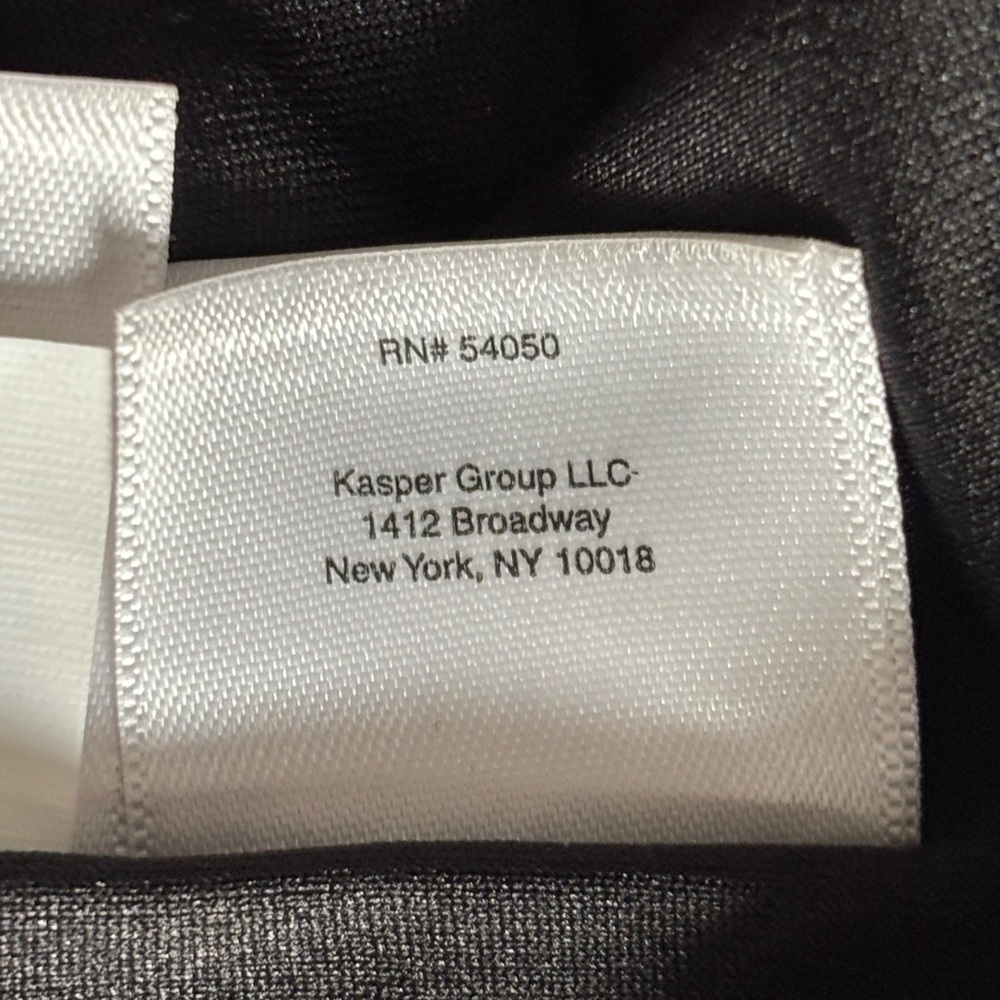 RN# 54050
Kasper Group LLC
1412 Broadway
New York, NY 10018